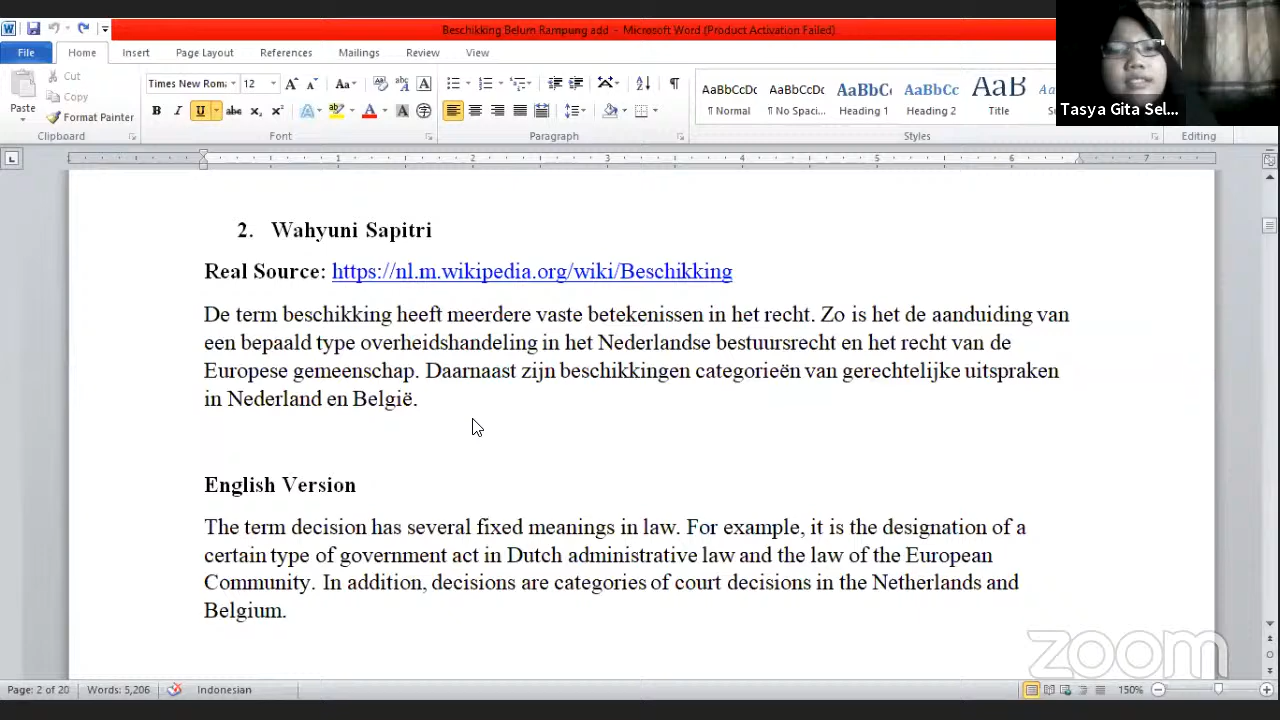 Beschikking Belum Rampung add - Microsoft Word (Product Activation Failed)
File Home Insert Page Layout References Mailings Review View
Tasya Gita Sel...
Cut
Copy
Paste
Format Painter
Times New Rom 12
AaBbCcDc AaBbCc AaBbCc AaB
¶ Normal ¶ No Spaci... Heading 1 Heading 2 Title
Clipboard Font Paragraph Styles Editing
1 2 3 4 5 6 7
2. Wahyuni Sapitri
Real Source: https://nl.m.wikipedia.org/wiki/Beschikking
De term beschikking heeft meerdere vaste betekenissen in het recht. Zo is het de aanduiding van
een bepaald type overheidshandeling in het Nederlandse bestuursrecht en het recht van de
Europese gemeenschap. Daarnaast zijn beschikkingen categorieën van gerechtelijke uitspraken
in Nederland en België.
English Version
The term decision has several fixed meanings in law. For example, it is the designation of a
certain type of government act in Dutch administrative law and the law of the European
Community. In addition, decisions are categories of court decisions in the Netherlands and
Belgium.
zoom
Page: 2 of 20 Words: 5,206 Indonesian 150%